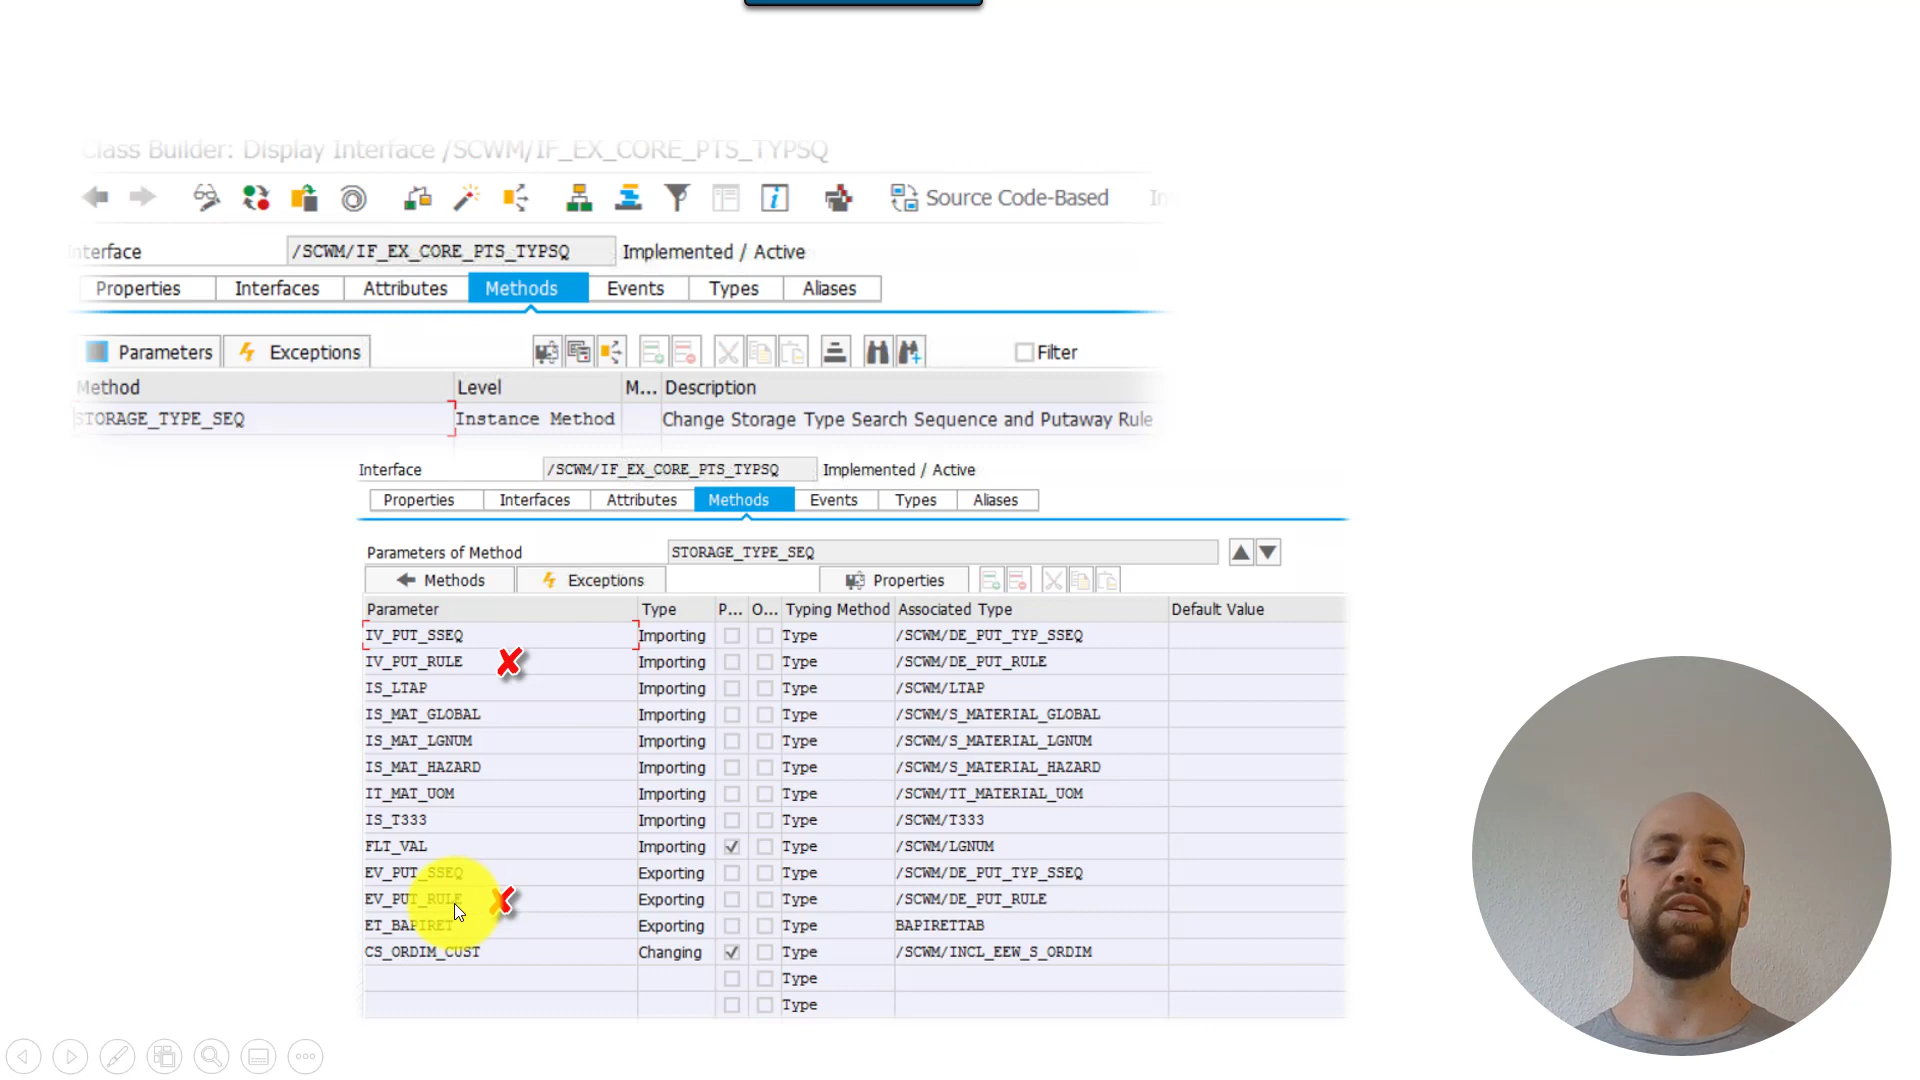 Class Builder: Display Interface /SCWM/IF_EX_CORE_PTS_TYPSQ
Source Code-Based
Interface /SCWM/IF_EX_CORE_PTS_TYPSQ Implemented / Active
Properties Interfaces Attributes Methods Events Types Aliases
Parameters Exceptions Filter
Method Level M... Description
STORAGE_TYPE_SEQ Instance Method Change Storage Type Search Sequence and Putaway Rule
Interface /SCWM/IF_EX_CORE_PTS_TYPSQ Implemented / Active
Properties Interfaces Attributes Methods Events Types Aliases
Parameters of Method STORAGE_TYPE_SEQ
Methods Exceptions Properties
Parameter Type P... O... Typing Method Associated Type Default Value
IV_PUT_SSEQ Importing Type /SCWM/DE_PUT_TYP_SSEQ
IV_PUT_RULE Importing Type /SCWM/DE_PUT_RULE
IS_LTAP Importing Type /SCWM/LTAP
IS_MAT_GLOBAL Importing Type /SCWM/S_MATERIAL_GLOBAL
IS_MAT_LGNUM Importing Type /SCWM/S_MATERIAL_LGNUM
IS_MAT_HAZARD Importing Type /SCWM/S_MATERIAL_HAZARD
IT_MAT_UOM Importing Type /SCWM/TT_MATERIAL_UOM
IS_T333 Importing Type /SCWM/T333
FLT_VAL Importing Type /SCWM/LGNUM
EV_PUT_SSEQ Exporting Type /SCWM/DE_PUT_TYP_SSEQ
EV_PUT_RULE Exporting Type /SCWM/DE_PUT_RULE
ET_BAPIRET Exporting Type BAPIRETTAB
CS_ORDIM_CUST Changing Type /SCWM/INCL_EEW_S_ORDIM
Type
Type